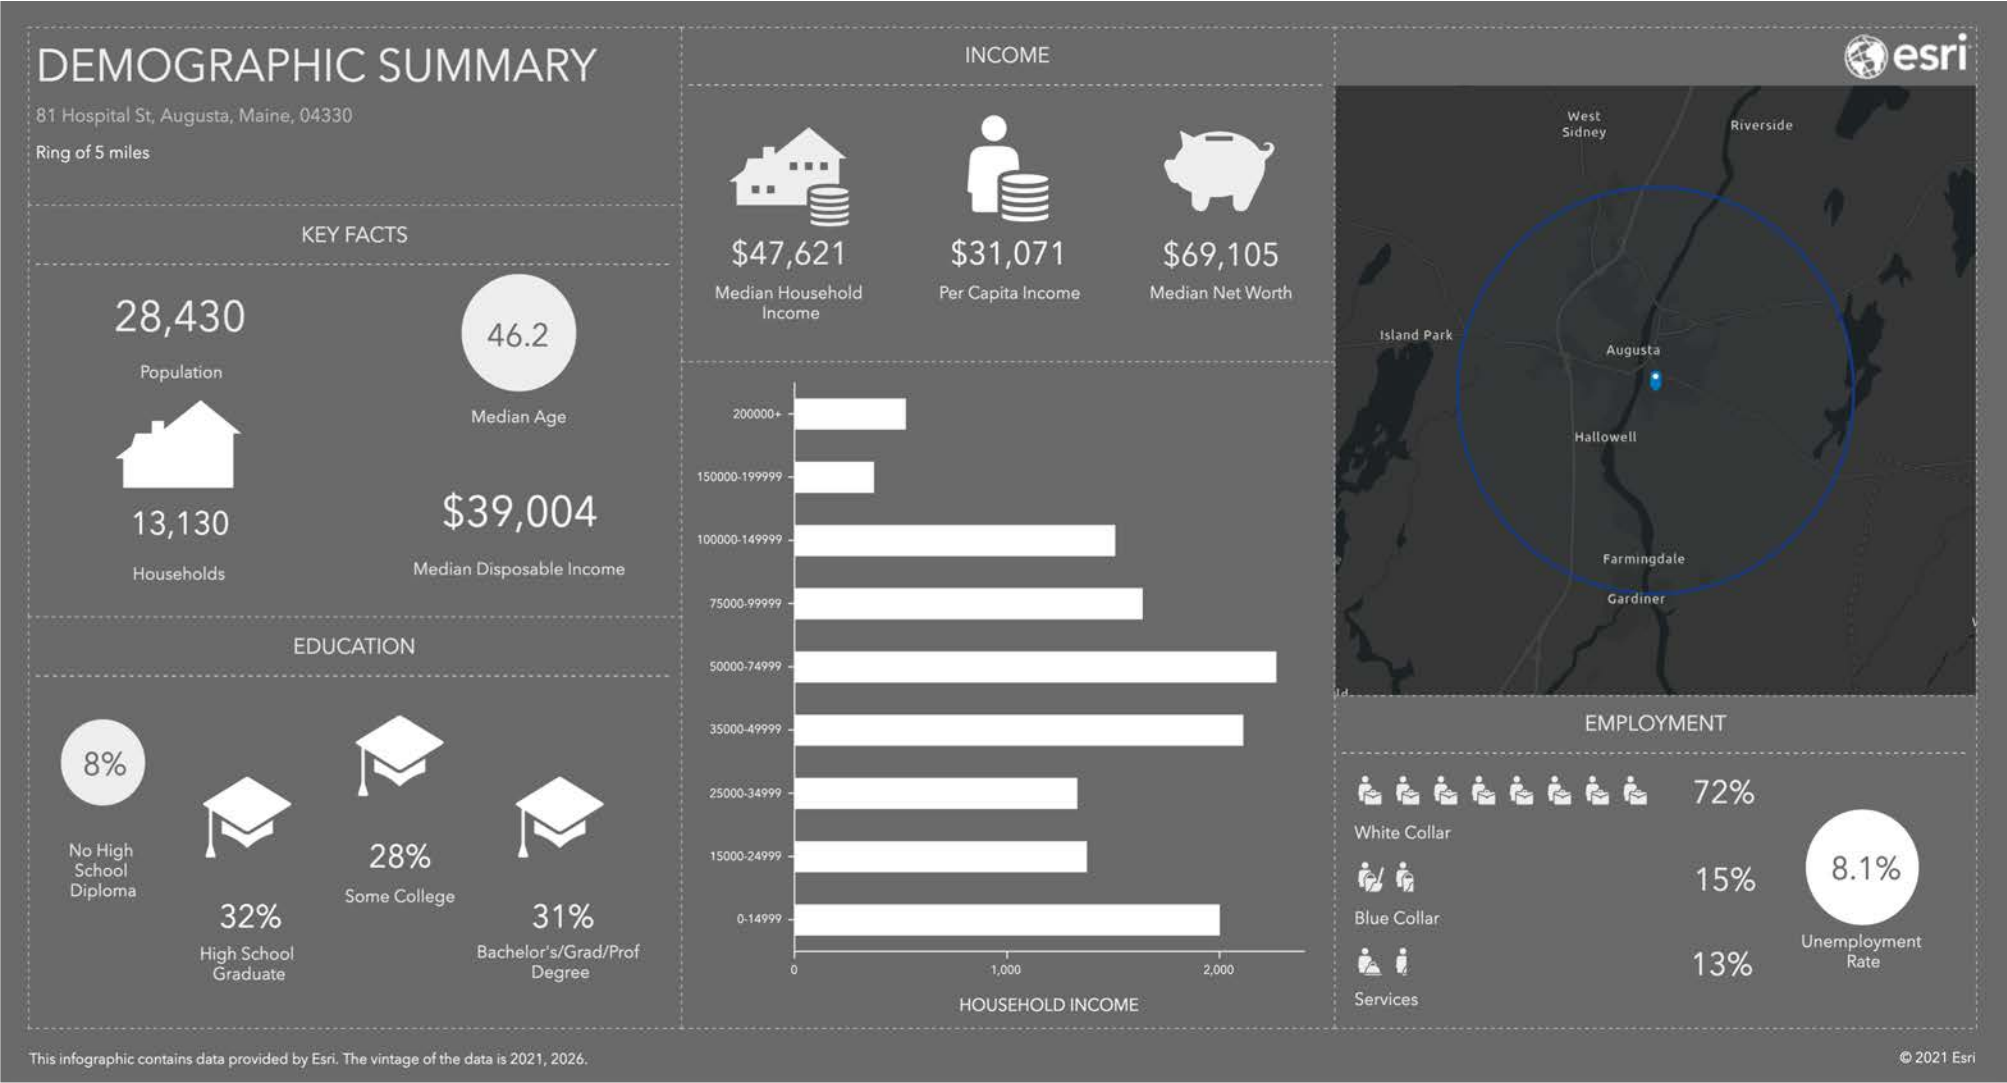 DEMOGRAPHIC SUMMARY
81 Hospital St, Augusta, Maine, 04330
Ring of 5 miles
KEY FACTS
28,430
Population
46.2
Median Age
13,130
Households
$39,004
Median Disposable Income
EDUCATION
8%
No High
School
Diploma
32%
High School
Graduate
28%
Some College
31%
Bachelor's/Grad/Prof
Degree
INCOME
$47,621
Median Household
Income
$31,071
Per Capita Income
$69,105
Median Net Worth
200000+
150000-199999
100000-149999
75000-99999
50000-74999
35000-49999
25000-34999
15000-24999
0-14999
0
1,000
2,000
HOUSEHOLD INCOME
esri
West
Sidney
Riverside
Island Park
Augusta
Hallowell
Farmingdale
Gardiner
EMPLOYMENT
72%
White Collar
15%
Blue Collar
13%
Services
8.1%
Unemployment
Rate
This infographic contains data provided by Esri. The vintage of the data is 2021, 2026.
© 2021 Esri